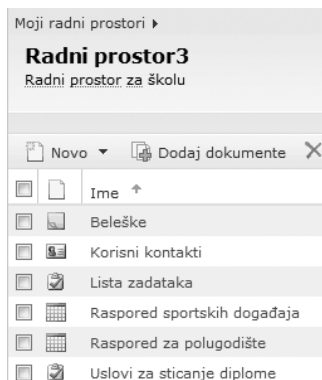 Moji radni prostori
Radni prostor3
Radni prostor za školu
Novo Dodaj dokumente
Ime
Beleške
Korisni kontakti
Lista zadataka
Raspored sportskih događaja
Raspored za polugodište
Uslovi za sticanje diplome